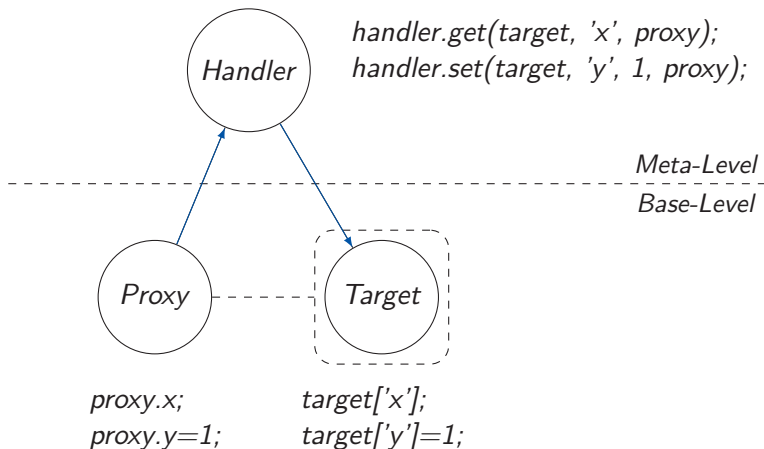 handler.get(target, 'x', proxy);
handler.set(target, 'y', 1, proxy);
Handler
Meta-Level
Base-Level
Proxy
Target
proxy.x;
proxy.y=1;
target['x'];
target['y']=1;